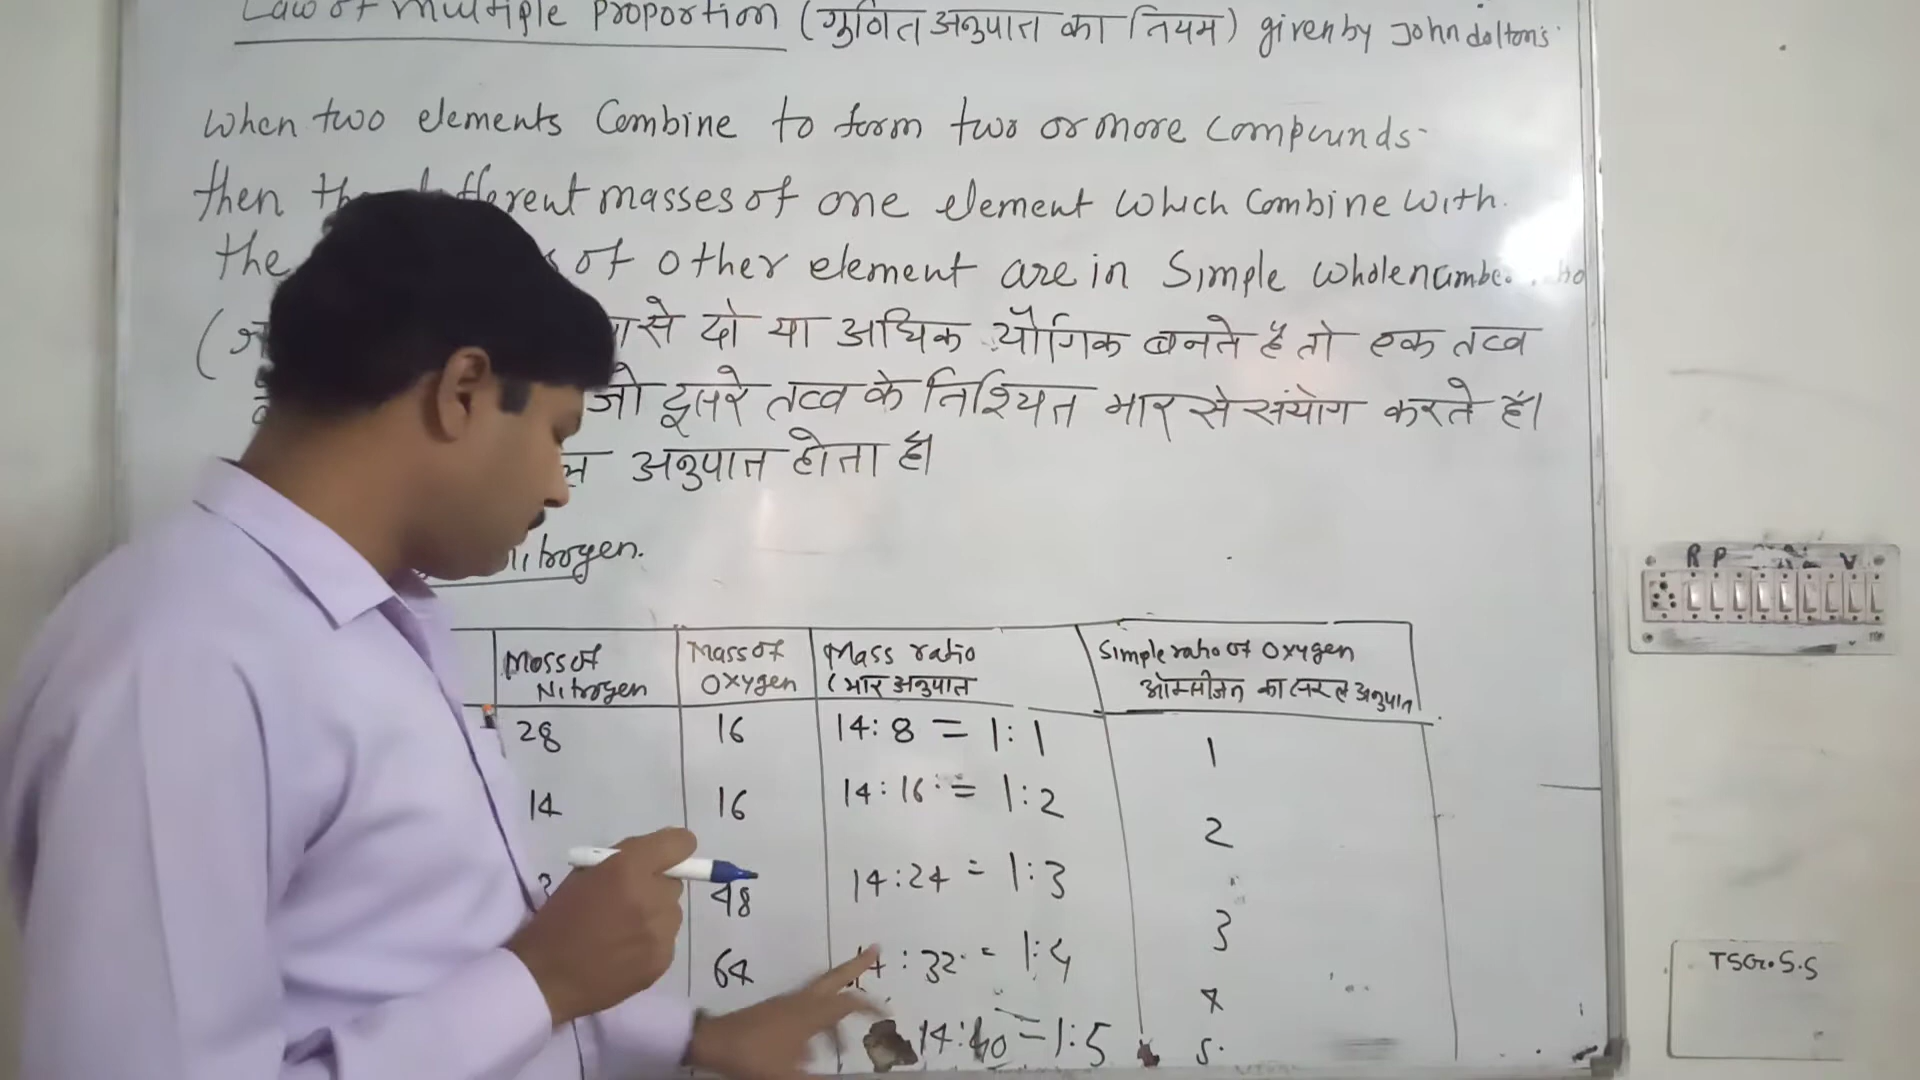 Law of Multiple Proportion (गुणित अनुपात का नियम) given by John dalton's
when two elements Combine to form two or more compounds-
then different masses of one element which combine with.
the of other element are in Simple whole number
से दो या अधिक यौगिक बनते है तो एक तत्व
जो दूसरे तत्व के निश्चित भार से संयोग करते हैं।
अनुपात होता है।
Nitrogen.
Mass of Nitrogen | Mass of Oxygen | Mass ratio (भार अनुपात | Simple ratio of Oxygen ऑक्सीजन का सरल अनुपात
28 16 14:8 = 1:1 1
14 16 14:16 = 1:2 2
48 14:24 = 1:3 3
64 14:32 = 1:4 4
14:40 = 1:5 5.
R P V
TSGr.S.S